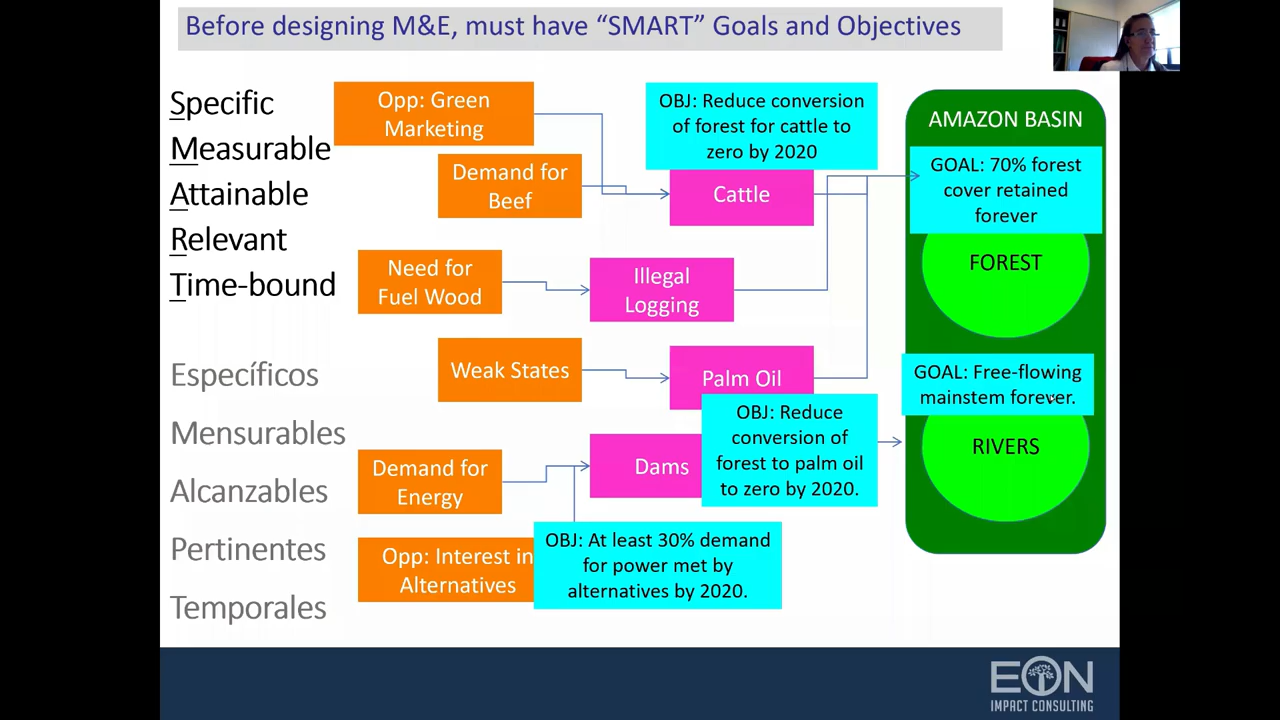 Before designing M&E, must have “SMART” Goals and Objectives
Specific
Measurable
Attainable
Relevant
Time-bound
Específicos
Mensurables
Alcanzables
Pertinentes
Temporales
Opp: Green
Marketing
Demand for
Beef
Need for
Fuel Wood
Weak States
Demand for
Energy
Opp: Interest in
Alternatives
OBJ: Reduce conversion
of forest for cattle to
zero by 2020
Cattle
Illegal
Logging
Palm Oil
OBJ: Reduce
conversion of
forest to palm oil
to zero by 2020.
Dams
OBJ: At least 30% demand
for power met by
alternatives by 2020.
AMAZON BASIN
GOAL: 70% forest
cover retained
forever
FOREST
GOAL: Free-flowing
mainstem forever.
RIVERS
EON
IMPACT CONSULTING